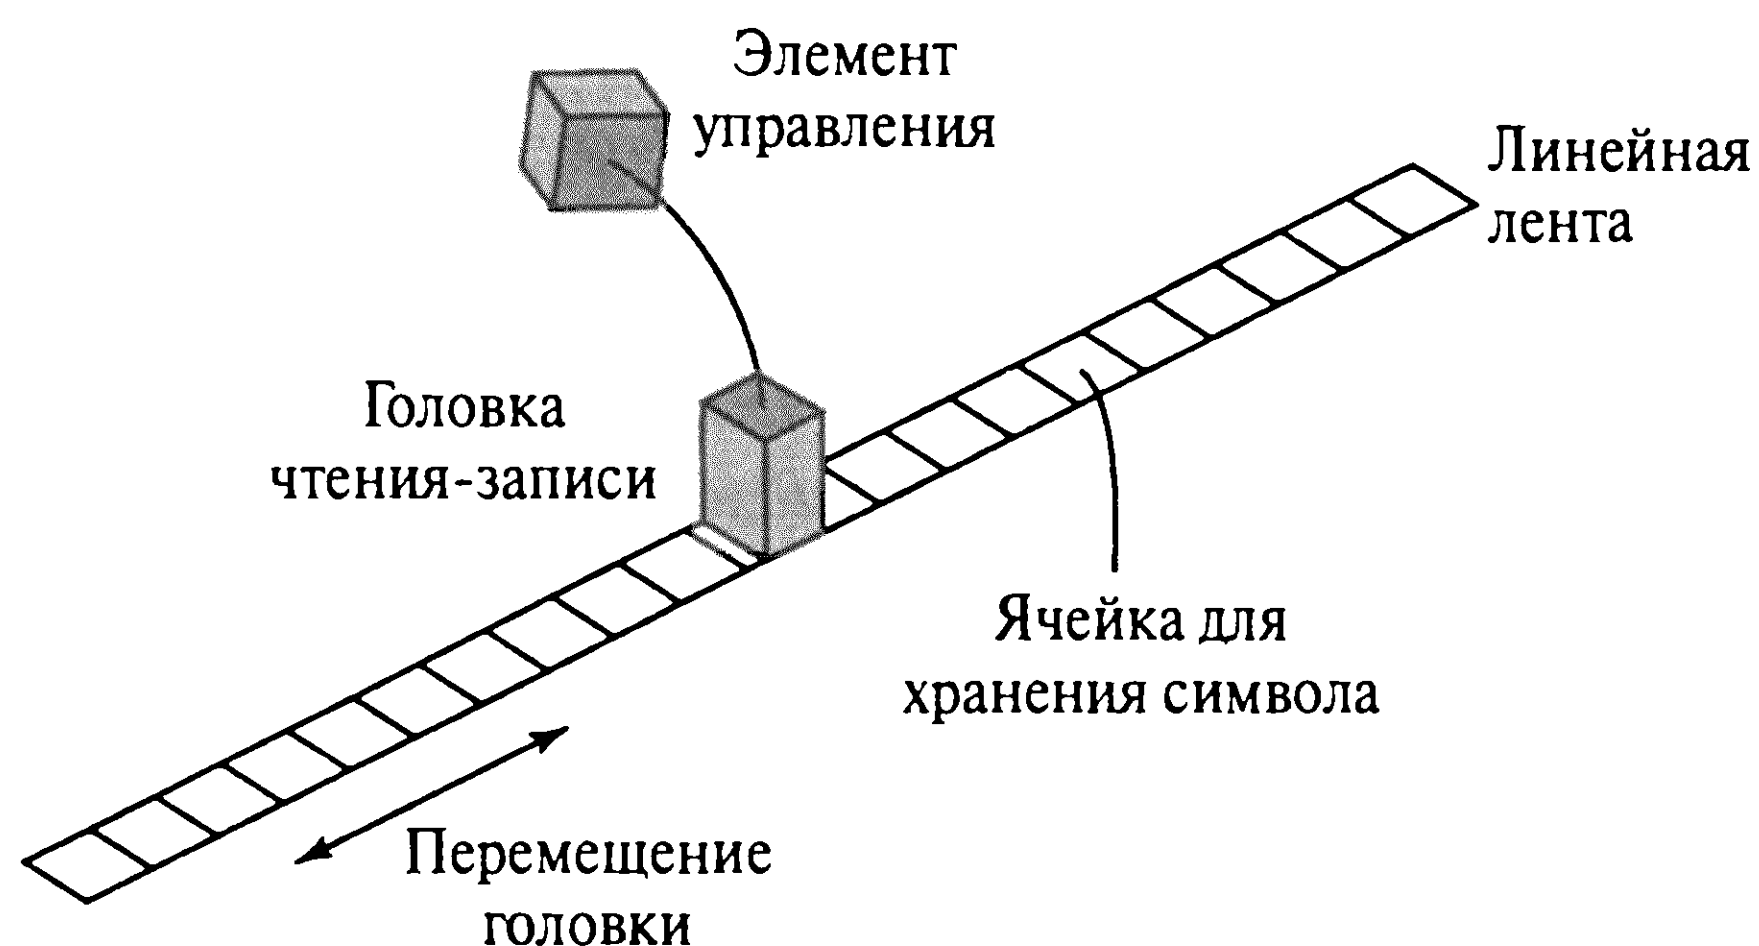 Элемент
управления
Линейная
лента
Головка
чтения-записи
Ячейка для
хранения символа
Перемещение
головки